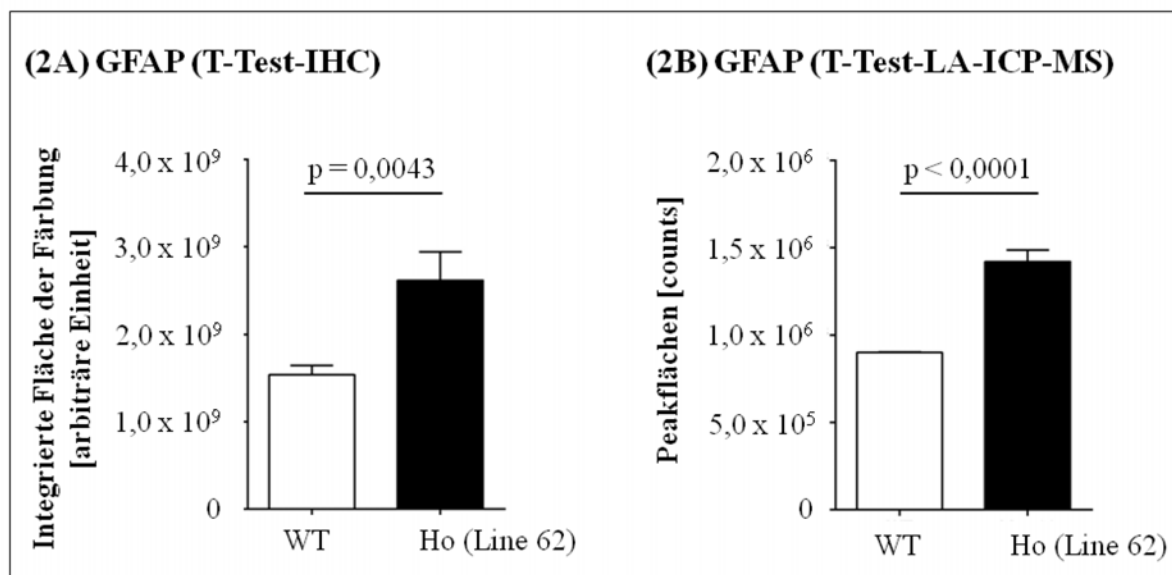 (2A) GFAP (T-Test-IHC)
Integrierte Fläche der Färbung
[arbiträre Einheit]
4,0 x 10⁹
3,0 x 10⁹
2,0 x 10⁹
1,0 x 10⁹
0
p = 0,0043
WT
Ho (Line 62)
(2B) GFAP (T-Test-LA-ICP-MS)
Peakflächen [counts]
2,0 x 10⁶
1,5 x 10⁶
1,0 x 10⁶
5,0 x 10⁵
0
p < 0,0001
WT
Ho (Line 62)